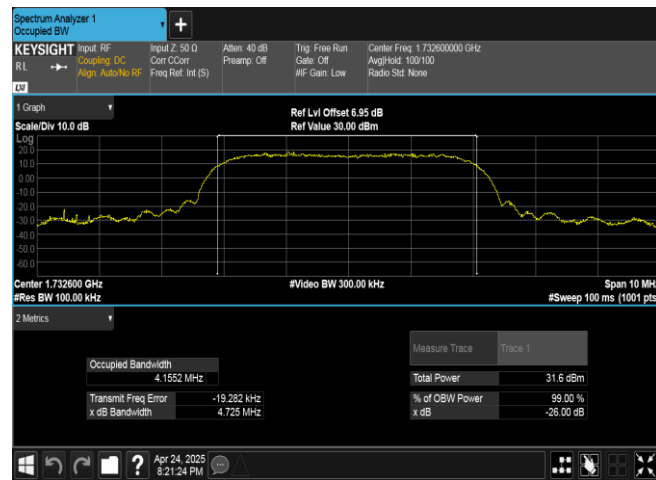 Spectrum Analyzer 1
Occupied BW
+
KEYSIGHT
Input: RF
Input Z: 50 Ω
Atten: 40 dB
Trig: Free Run
Center Freq: 1.732600000 GHz
RL
Coupling: DC
Corr CCorr
Preamp: Off
Gate: Off
Avg|Hold: 100/100
Align: Auto/No RF
Freq Ref: Int (S)
#IF Gain: Low
Radio Std: None
LXI
1 Graph
Ref Lvl Offset 6.95 dB
Scale/Div 10.0 dB
Ref Value 30.00 dBm
Log
20.0
10.0
0.00
-10.0
-20.0
-30.0
-40.0
-50.0
-60.0
Center 1.732600 GHz
#Video BW 300.00 kHz
Span 10 MHz
#Res BW 100.00 kHz
#Sweep 100 ms (1001 pts)
2 Metrics
Measure Trace
Trace 1
Occupied Bandwidth
4.1552 MHz
Total Power
31.6 dBm
Transmit Freq Error
-19.282 kHz
% of OBW Power
99.00 %
x dB Bandwidth
4.725 MHz
x dB
-26.00 dB
?
Apr 24, 2025
8:21:24 PM